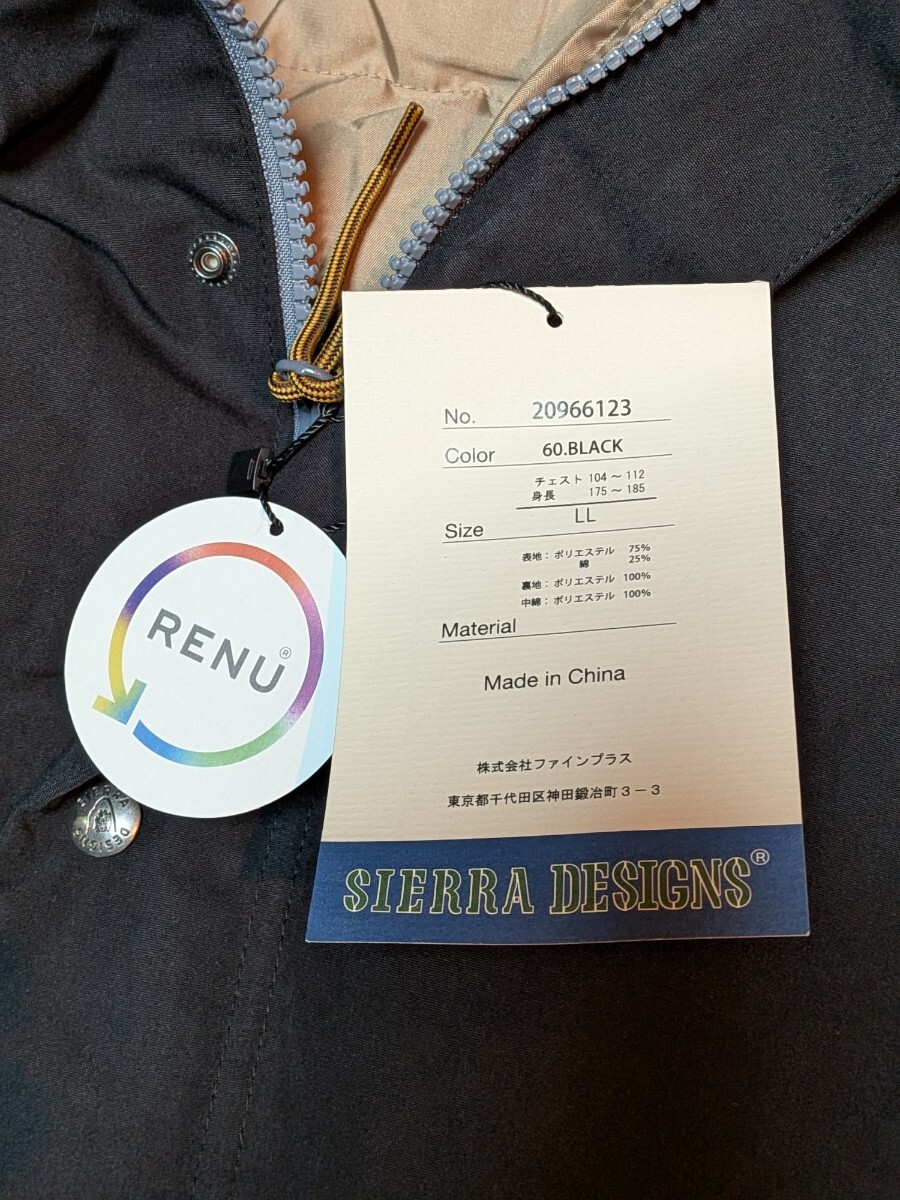 No. 20966123
Color 60.BLACK
チェスト 104～112
身長 175～185
Size LL
表地：ポリエステル 75%
綿 25%
裏地：ポリエステル 100%
中綿：ポリエステル 100%
Material
Made in China
株式会社ファインプラス
東京都千代田区神田鍛冶町3－3
SIERRA DESIGNS®
RENU®
SIERRA DESIGNS